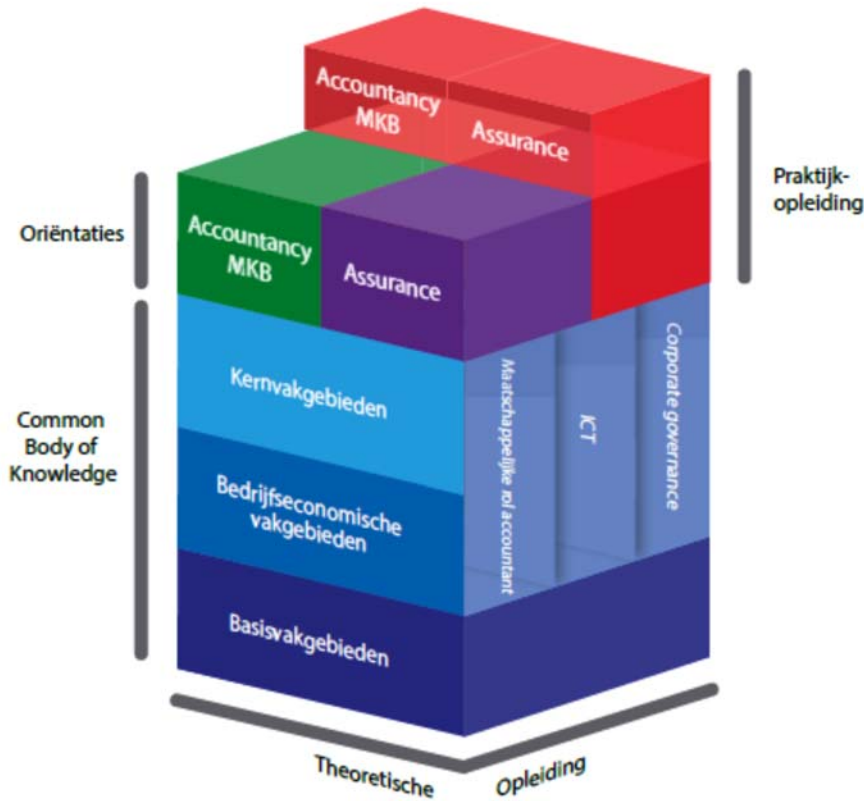 Accountancy
MKB
Assurance
Praktijk-
opleiding
Oriëntaties
Accountancy
MKB
Assurance
Common
Body of
Knowledge
Kernvakgebieden
Bedrijfseconomische
vakgebieden
Basisvakgebieden
Maatschappelijke rol accountant
ICT
Corporate governance
Theoretische
Opleiding